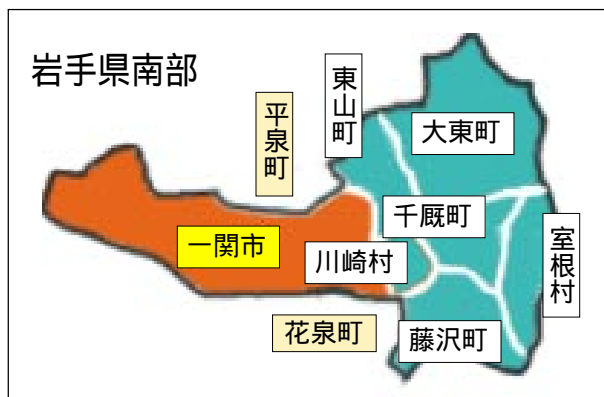 岩手県南部
東山町
平泉町
大東町
千厩町
室根村
一関市
川崎村
花泉町
藤沢町